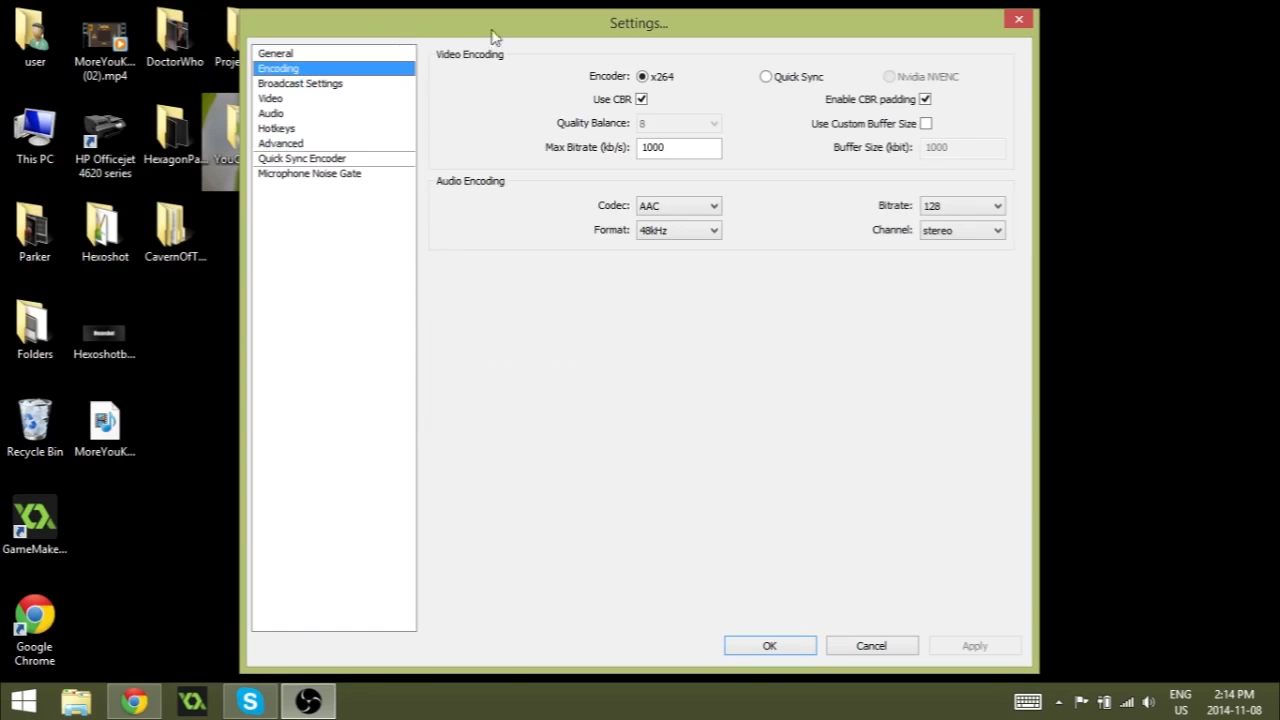 Settings...
user
MoreYouK...
(02).mp4
DoctorWho
Proje
This PC
HP Officejet
4620 series
HexagonPa...
YouC
Parker
Hexoshot
CavernOfT...
Folders
Hexoshotb...
Recycle Bin
MoreYouK...
GameMake...
Google
Chrome
General
Encoding
Broadcast Settings
Video
Audio
Hotkeys
Advanced
Quick Sync Encoder
Microphone Noise Gate
Video Encoding
Encoder: x264 Quick Sync Nvidia NVENC
Use CBR Enable CBR padding
Quality Balance: 8 Use Custom Buffer Size
Max Bitrate (kb/s): 1000 Buffer Size (kbit): 1000
Audio Encoding
Codec: AAC Bitrate: 128
Format: 48kHz Channel: stereo
OK Cancel Apply
ENG 2:14 PM
US 2014-11-08